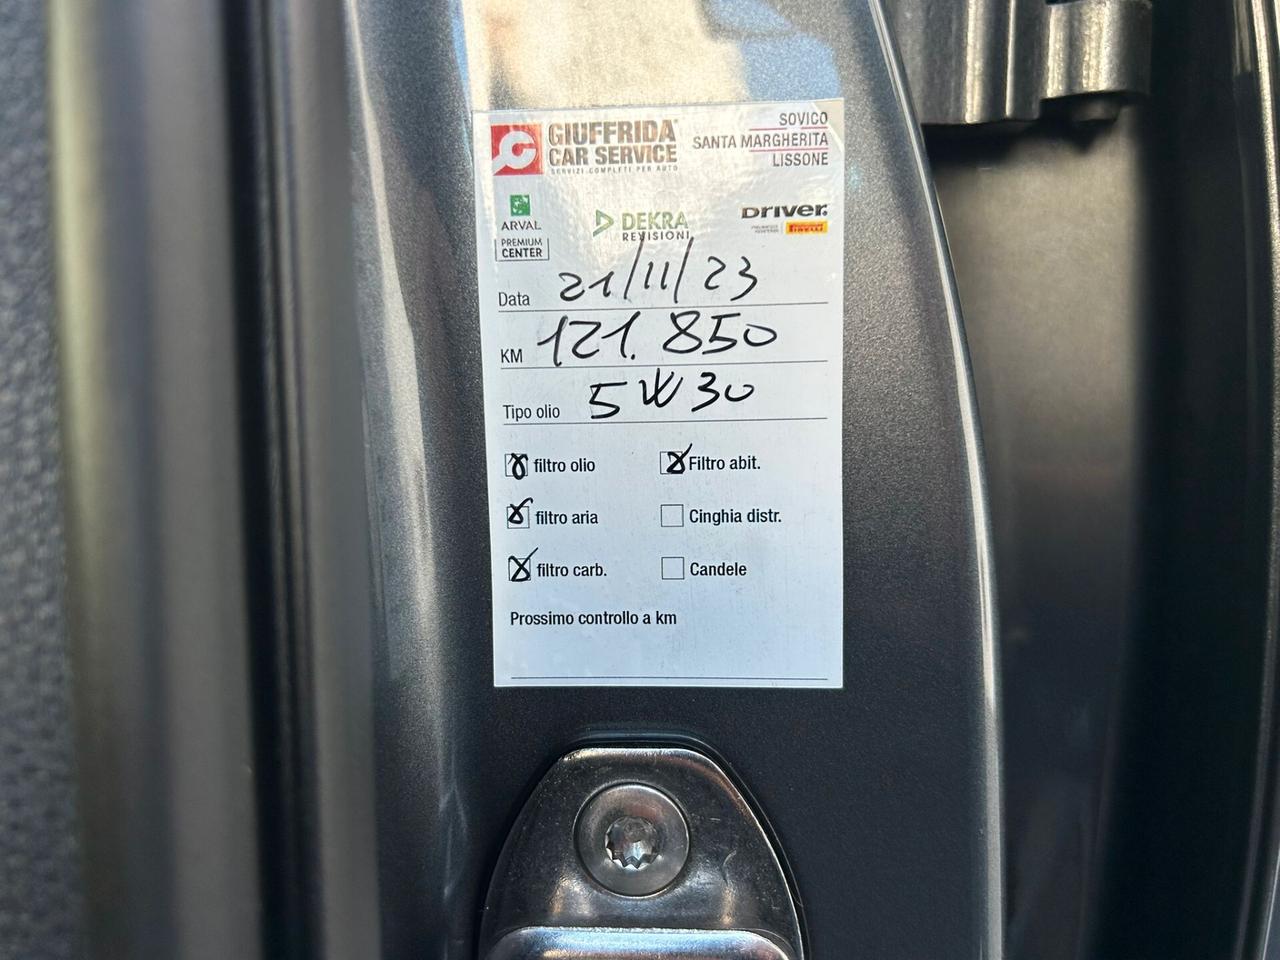 GIUFFRIDA
CAR SERVICE
SERVIZI COMPLETI PER AUTO
SOVICO
SANTA MARGHERITA
LISSONE
ARVAL
PREMIUM
CENTER
DEKRA
REVISIONI
DRIVER
PIRELLI
Data 21/11/23
KM 121.850
Tipo olio 5W30
filtro olio
Filtro abit.
filtro aria
Cinghia distr.
filtro carb.
Candele
Prossimo controllo a km